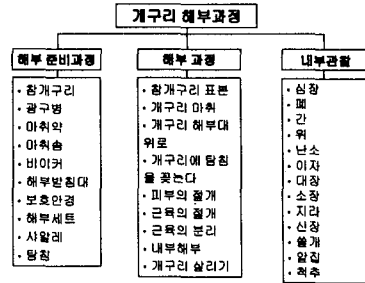 개구리 해부과정
해부 준비과정
· 참개구리
· 광구병
· 마취약
· 마취솜
· 바이커
· 해부받침대
· 보호안경
· 해부세트
· 샤알레
· 탐침
해부 과정
· 참개구리 표본
· 개구리 마취
· 개구리 해부대
위로
· 개구리에 탐침
을 꽂는다
· 피부의 절개
· 근육의 절개
· 근육의 분리
· 내부해부
· 개구리 살리기
내부관찰
· 심장
· 폐
· 간
· 위
· 난소
· 이자
· 대장
· 소장
· 지라
· 신장
· 쓸개
· 알집
· 척추